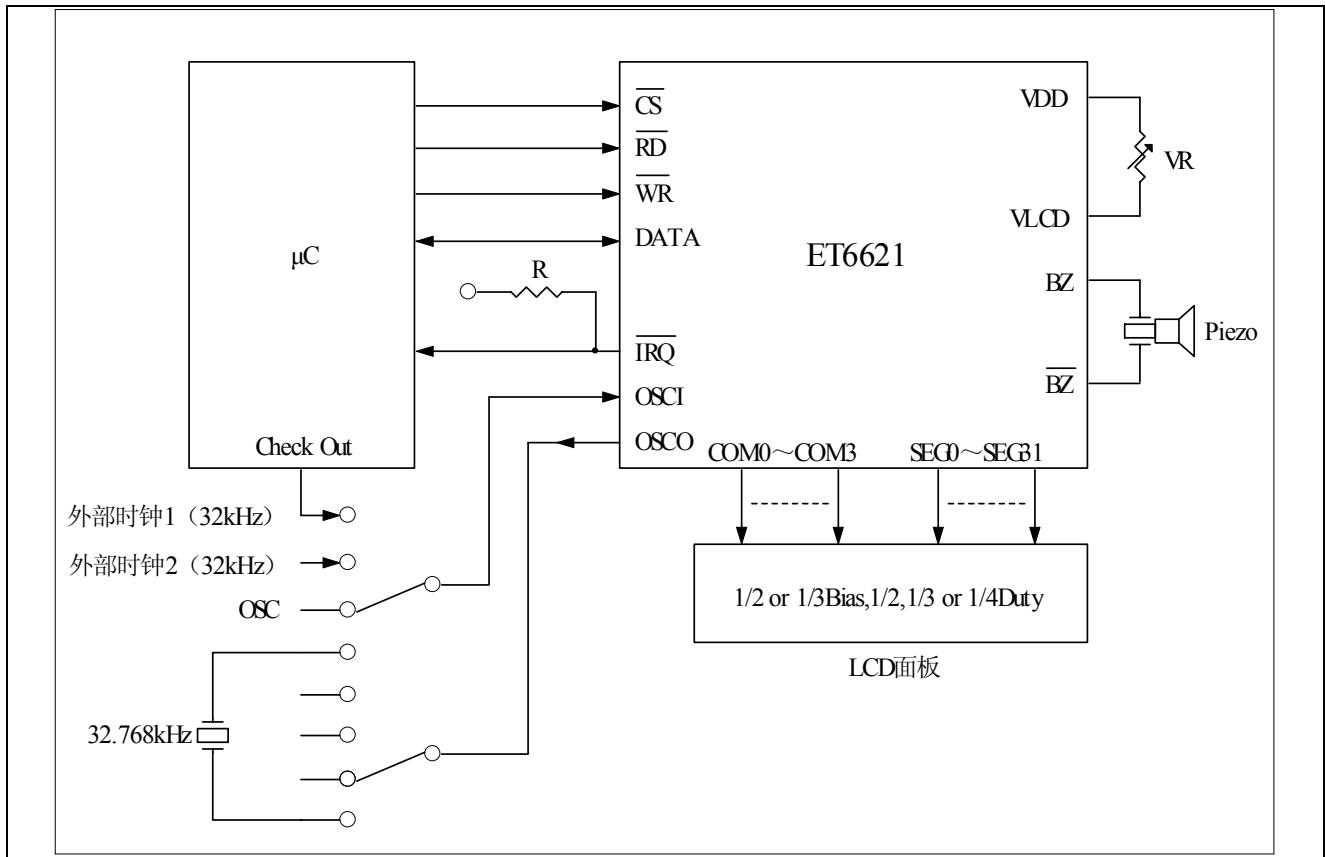 μC
Check Out
CS
RD
WR
DATA
IRQ
OSCI
OSCO
ET6621
VDD
VLCD
BZ
BZ
COM0～COM3
SEG0～SEG31
VR
Piezo
R
外部时钟1（32kHz）
外部时钟2（32kHz）
OSC
32.768kHz
1/2 or 1/3Bias,1/2,1/3 or 1/4Duty
LCD面板